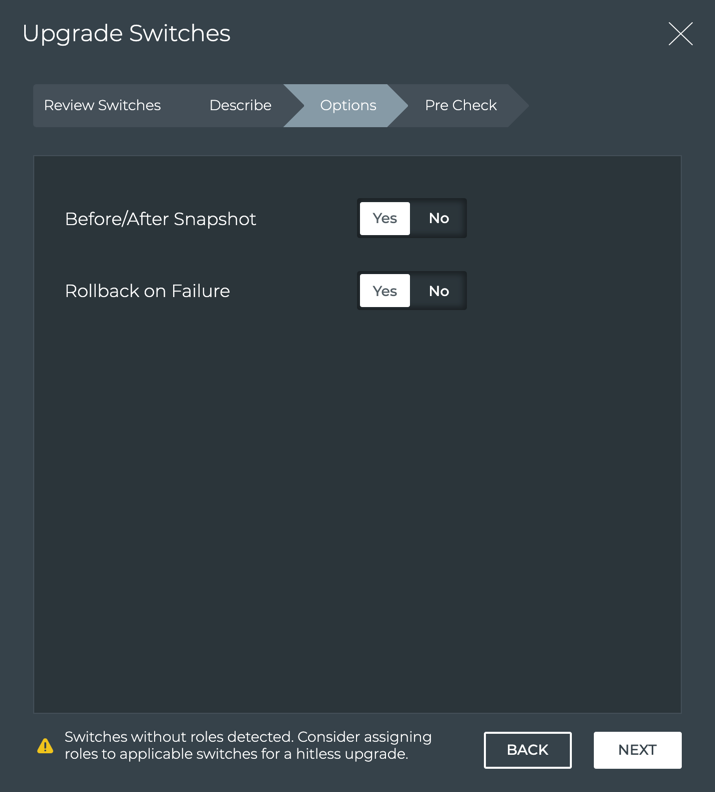 Upgrade Switches
Review Switches Describe Options Pre Check
Before/After Snapshot Yes No
Rollback on Failure Yes No
Switches without roles detected. Consider assigning
roles to applicable switches for a hitless upgrade.
BACK NEXT